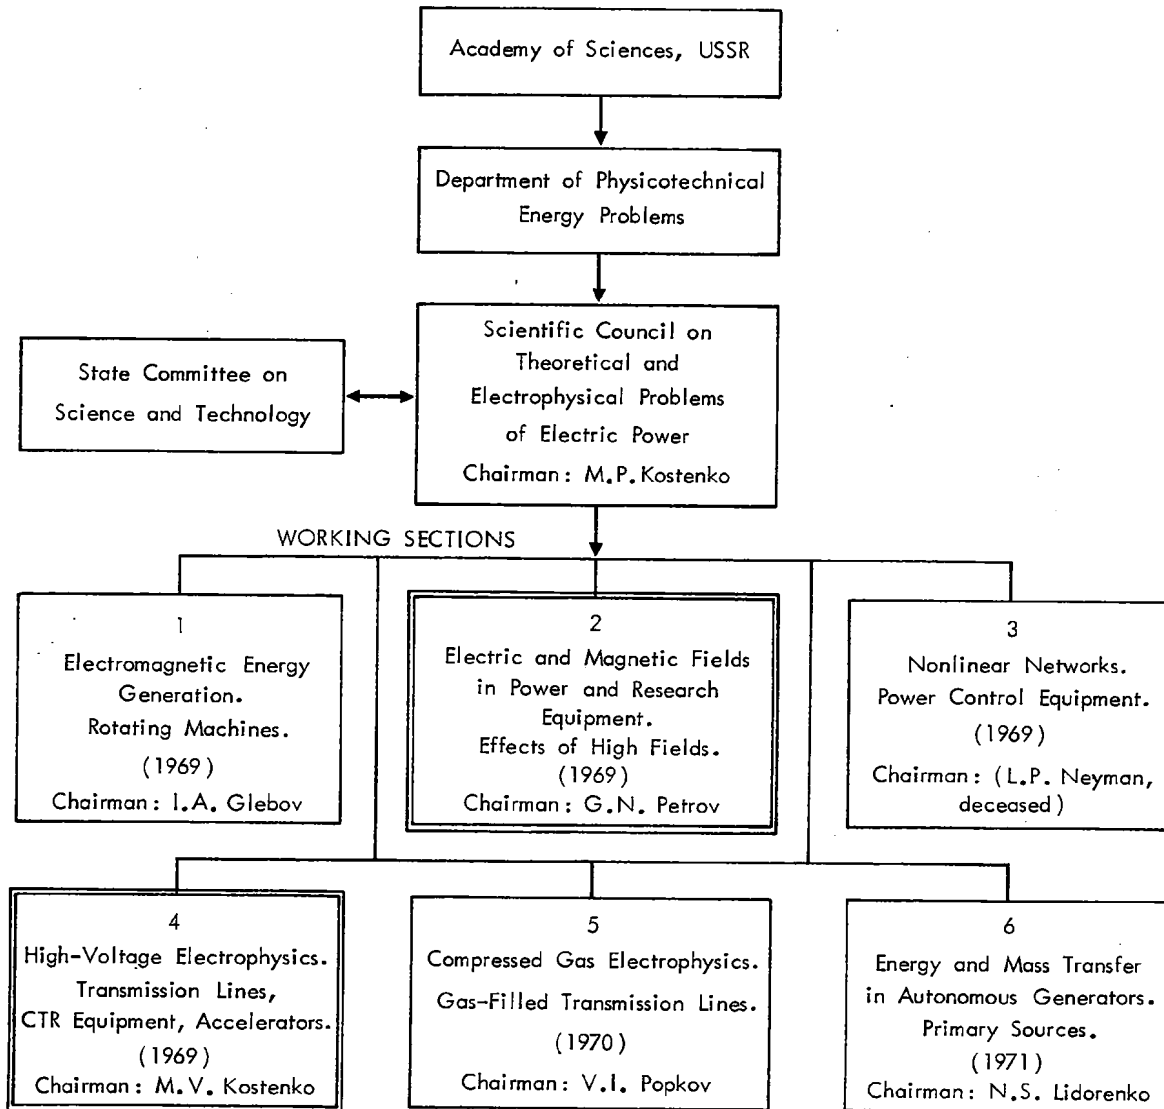 Academy of Sciences, USSR
Department of Physicotechnical
Energy Problems
State Committee on
Science and Technology
Scientific Council on
Theoretical and
Electrophysical Problems
of Electric Power
Chairman: M.P. Kostenko
WORKING SECTIONS
1
Electromagnetic Energy
Generation.
Rotating Machines.
(1969)
Chairman: I.A. Glebov
2
Electric and Magnetic Fields
in Power and Research
Equipment.
Effects of High Fields.
(1969)
Chairman: G.N. Petrov
3
Nonlinear Networks.
Power Control Equipment.
(1969)
Chairman: (L.P. Neyman,
deceased)
4
High-Voltage Electrophysics.
Transmission Lines,
CTR Equipment, Accelerators.
(1969)
Chairman: M.V. Kostenko
5
Compressed Gas Electrophysics.
Gas-Filled Transmission Lines.
(1970)
Chairman: V.I. Popkov
6
Energy and Mass Transfer
in Autonomous Generators.
Primary Sources.
(1971)
Chairman: N.S. Lidorenko